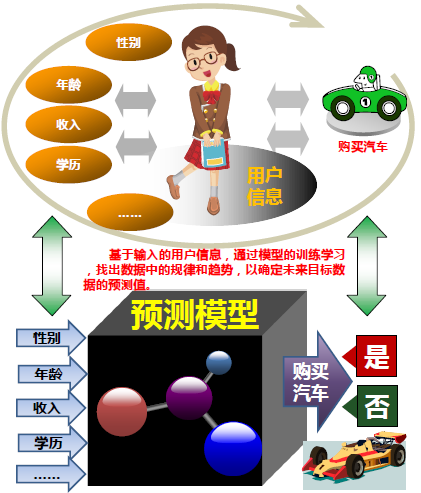 性别
年龄
收入
学历
......
用户
信息
1
购买汽车
基于输入的用户信息，通过模型的训练学习
，找出数据中的规律和趋势，以确定未来目标数
据的预测值。
预测模型
性别
年龄
收入
学历
......
购买
汽车
是
否